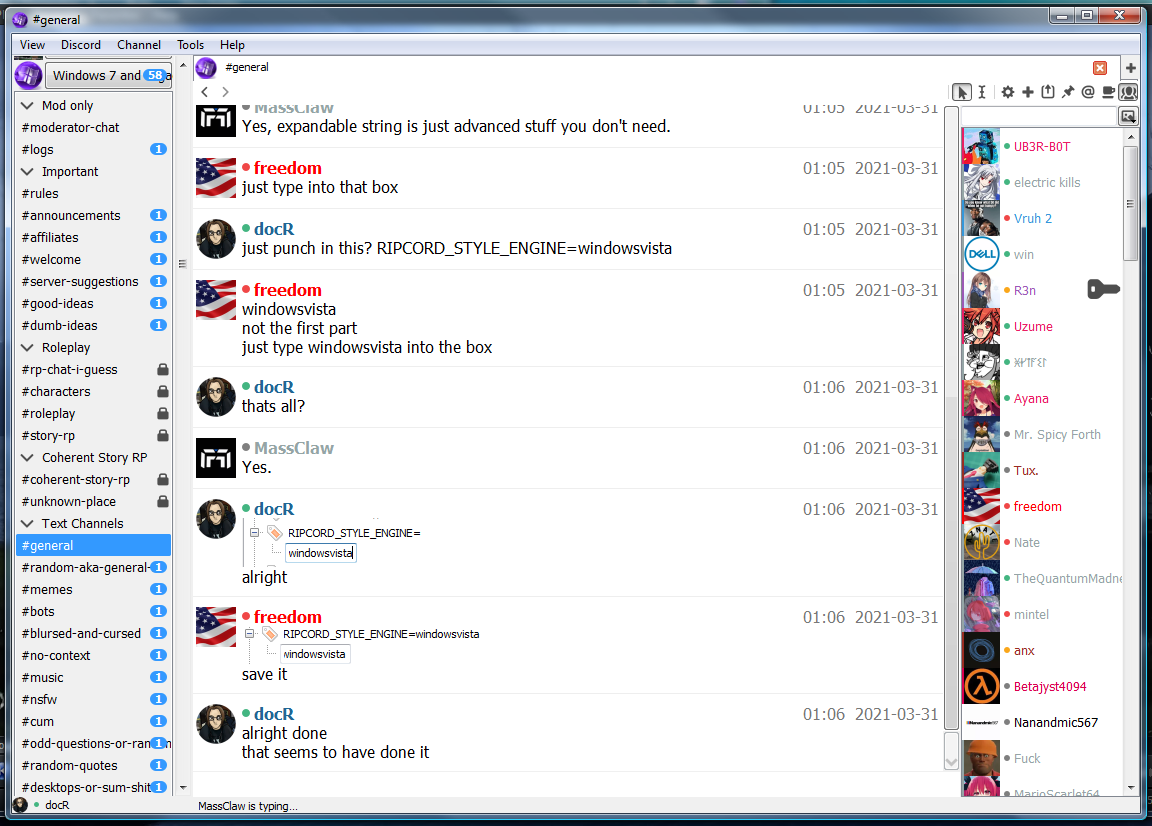 #general
View Discord Channel Tools Help
Windows 7 and 58
Mod only
#moderator-chat
#logs 1
Important
#rules
#announcements 1
#affiliates 1
#welcome 1
#server-suggestions 1
#good-ideas 1
#dumb-ideas 1
Roleplay
#rp-chat-i-guess
#characters
#roleplay
#story-rp
Coherent Story RP
#coherent-story-rp
#unknown-place
Text Channels
#general
#random-aka-general- 1
#memes 1
#bots 1
#blursed-and-cursed 1
#no-context 1
#music 1
#nsfw 1
#cum 1
#odd-questions-or-random 1
#random-quotes 1
#desktops-or-sum-shit 1
docR
#general
MassClaw 01:05 2021-03-31
Yes, expandable string is just advanced stuff you don't need.
freedom 01:05 2021-03-31
just type into that box
docR 01:05 2021-03-31
just punch in this? RIPCORD_STYLE_ENGINE=windowsvista
freedom 01:05 2021-03-31
windowsvista
not the first part
just type windowsvista into the box
docR 01:06 2021-03-31
thats all?
MassClaw 01:06 2021-03-31
Yes.
docR 01:06 2021-03-31
RIPCORD_STYLE_ENGINE=
windowsvista
alright
freedom 01:06 2021-03-31
RIPCORD_STYLE_ENGINE=windowsvista
windowsvista
save it
docR 01:06 2021-03-31
alright done
that seems to have done it
MassClaw is typing...
UB3R-B0T
electric kills
Vruh 2
DELL
win
R3n
Uzume
Ayana
Mr. Spicy Forth
Tux.
freedom
Nate
TheQuantumMadne
mintel
anx
Betajyst4094
Nanandmic567
Nanandmic567
Fuck
MarioScarlet64